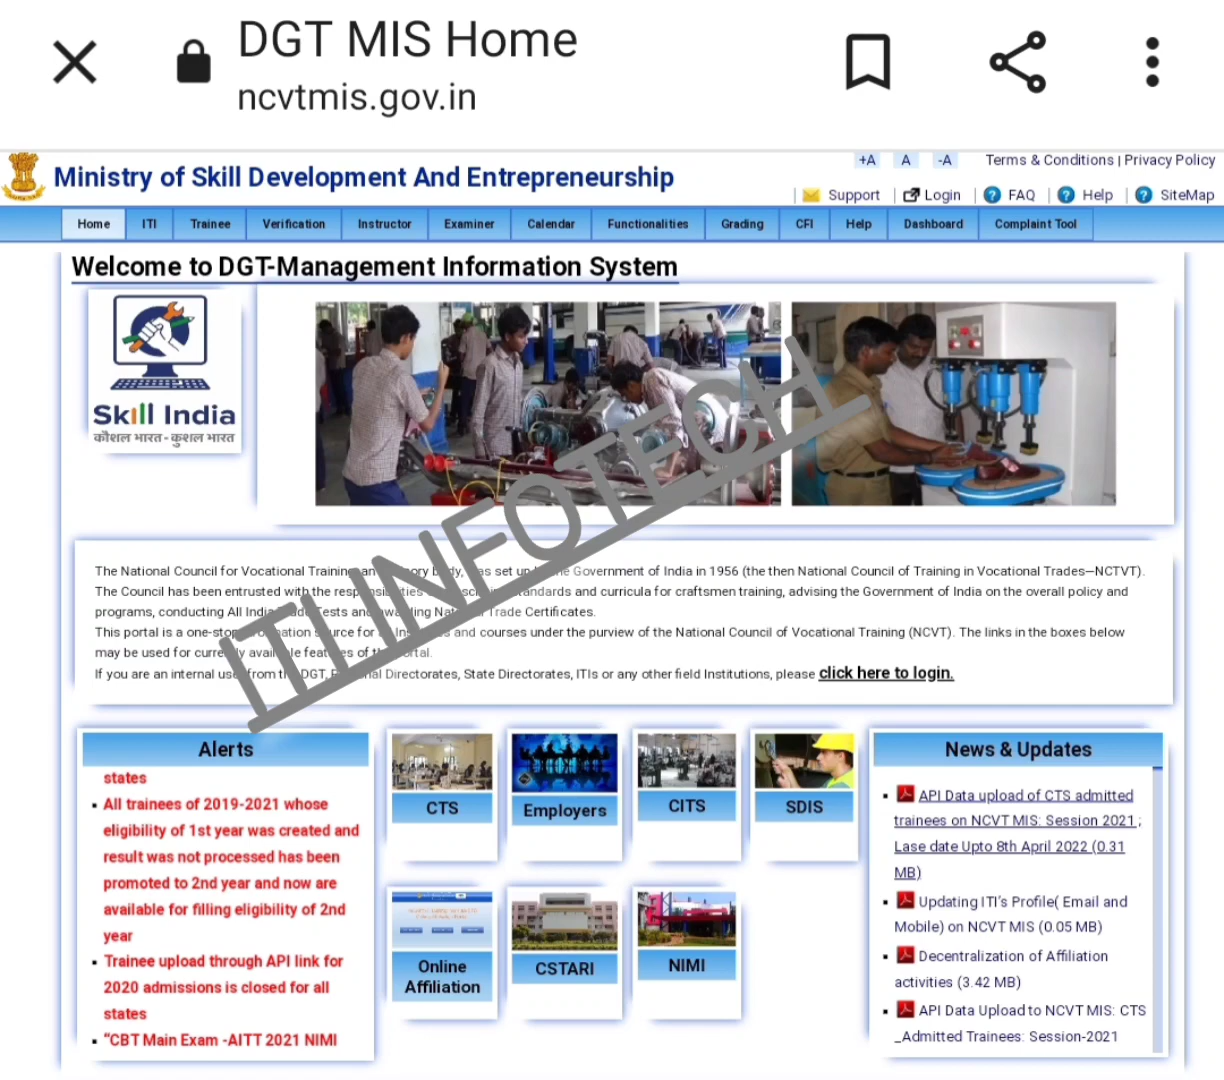 DGT MIS Home
ncvtmis.gov.in
+A A -A Terms & Conditions | Privacy Policy
Ministry of Skill Development And Entrepreneurship
Support Login FAQ Help SiteMap
Home ITI Trainee Verification Instructor Examiner Calendar Functionalities Grading CFI Help Dashboard Complaint Tool
Welcome to DGT-Management Information System
Skill India
कौशल भारत - कुशल भारत
ITI INFOTECH
The National Council for Vocational Training, an body, was set up Government of India in 1956 (the then National Council of Training in Vocational Trades—NCTVT).
The Council has been entrusted with the standards and curricula for craftsmen training, advising the Government of India on the overall policy and
programs, conducting All India Tests and Trade Certificates.
This portal is a one-stop source for and courses under the purview of the National Council of Vocational Training (NCVT). The links in the boxes below
may be used for features of
If you are an internal DGT, Directorates, State Directorates, ITIs or any other field Institutions, please click here to login.
Alerts
states
▪ All trainees of 2019-2021 whose
eligibility of 1st year was created and
result was not processed has been
promoted to 2nd year and now are
available for filling eligibility of 2nd
year
▪ Trainee upload through API link for
2020 admissions is closed for all
states
▪ “CBT Main Exam -AITT 2021 NIMI
CTS
Employers
CITS
SDIS
Online
Affiliation
CSTARI
NIMI
News & Updates
▪ API Data upload of CTS admitted
trainees on NCVT MIS: Session 2021 ;
Lase date Upto 8th April 2022 (0.31
MB)
▪ Updating ITI's Profile( Email and
Mobile) on NCVT MIS (0.05 MB)
▪ Decentralization of Affiliation
activities (3.42 MB)
▪ API Data Upload to NCVT MIS: CTS
_Admitted Trainees: Session-2021